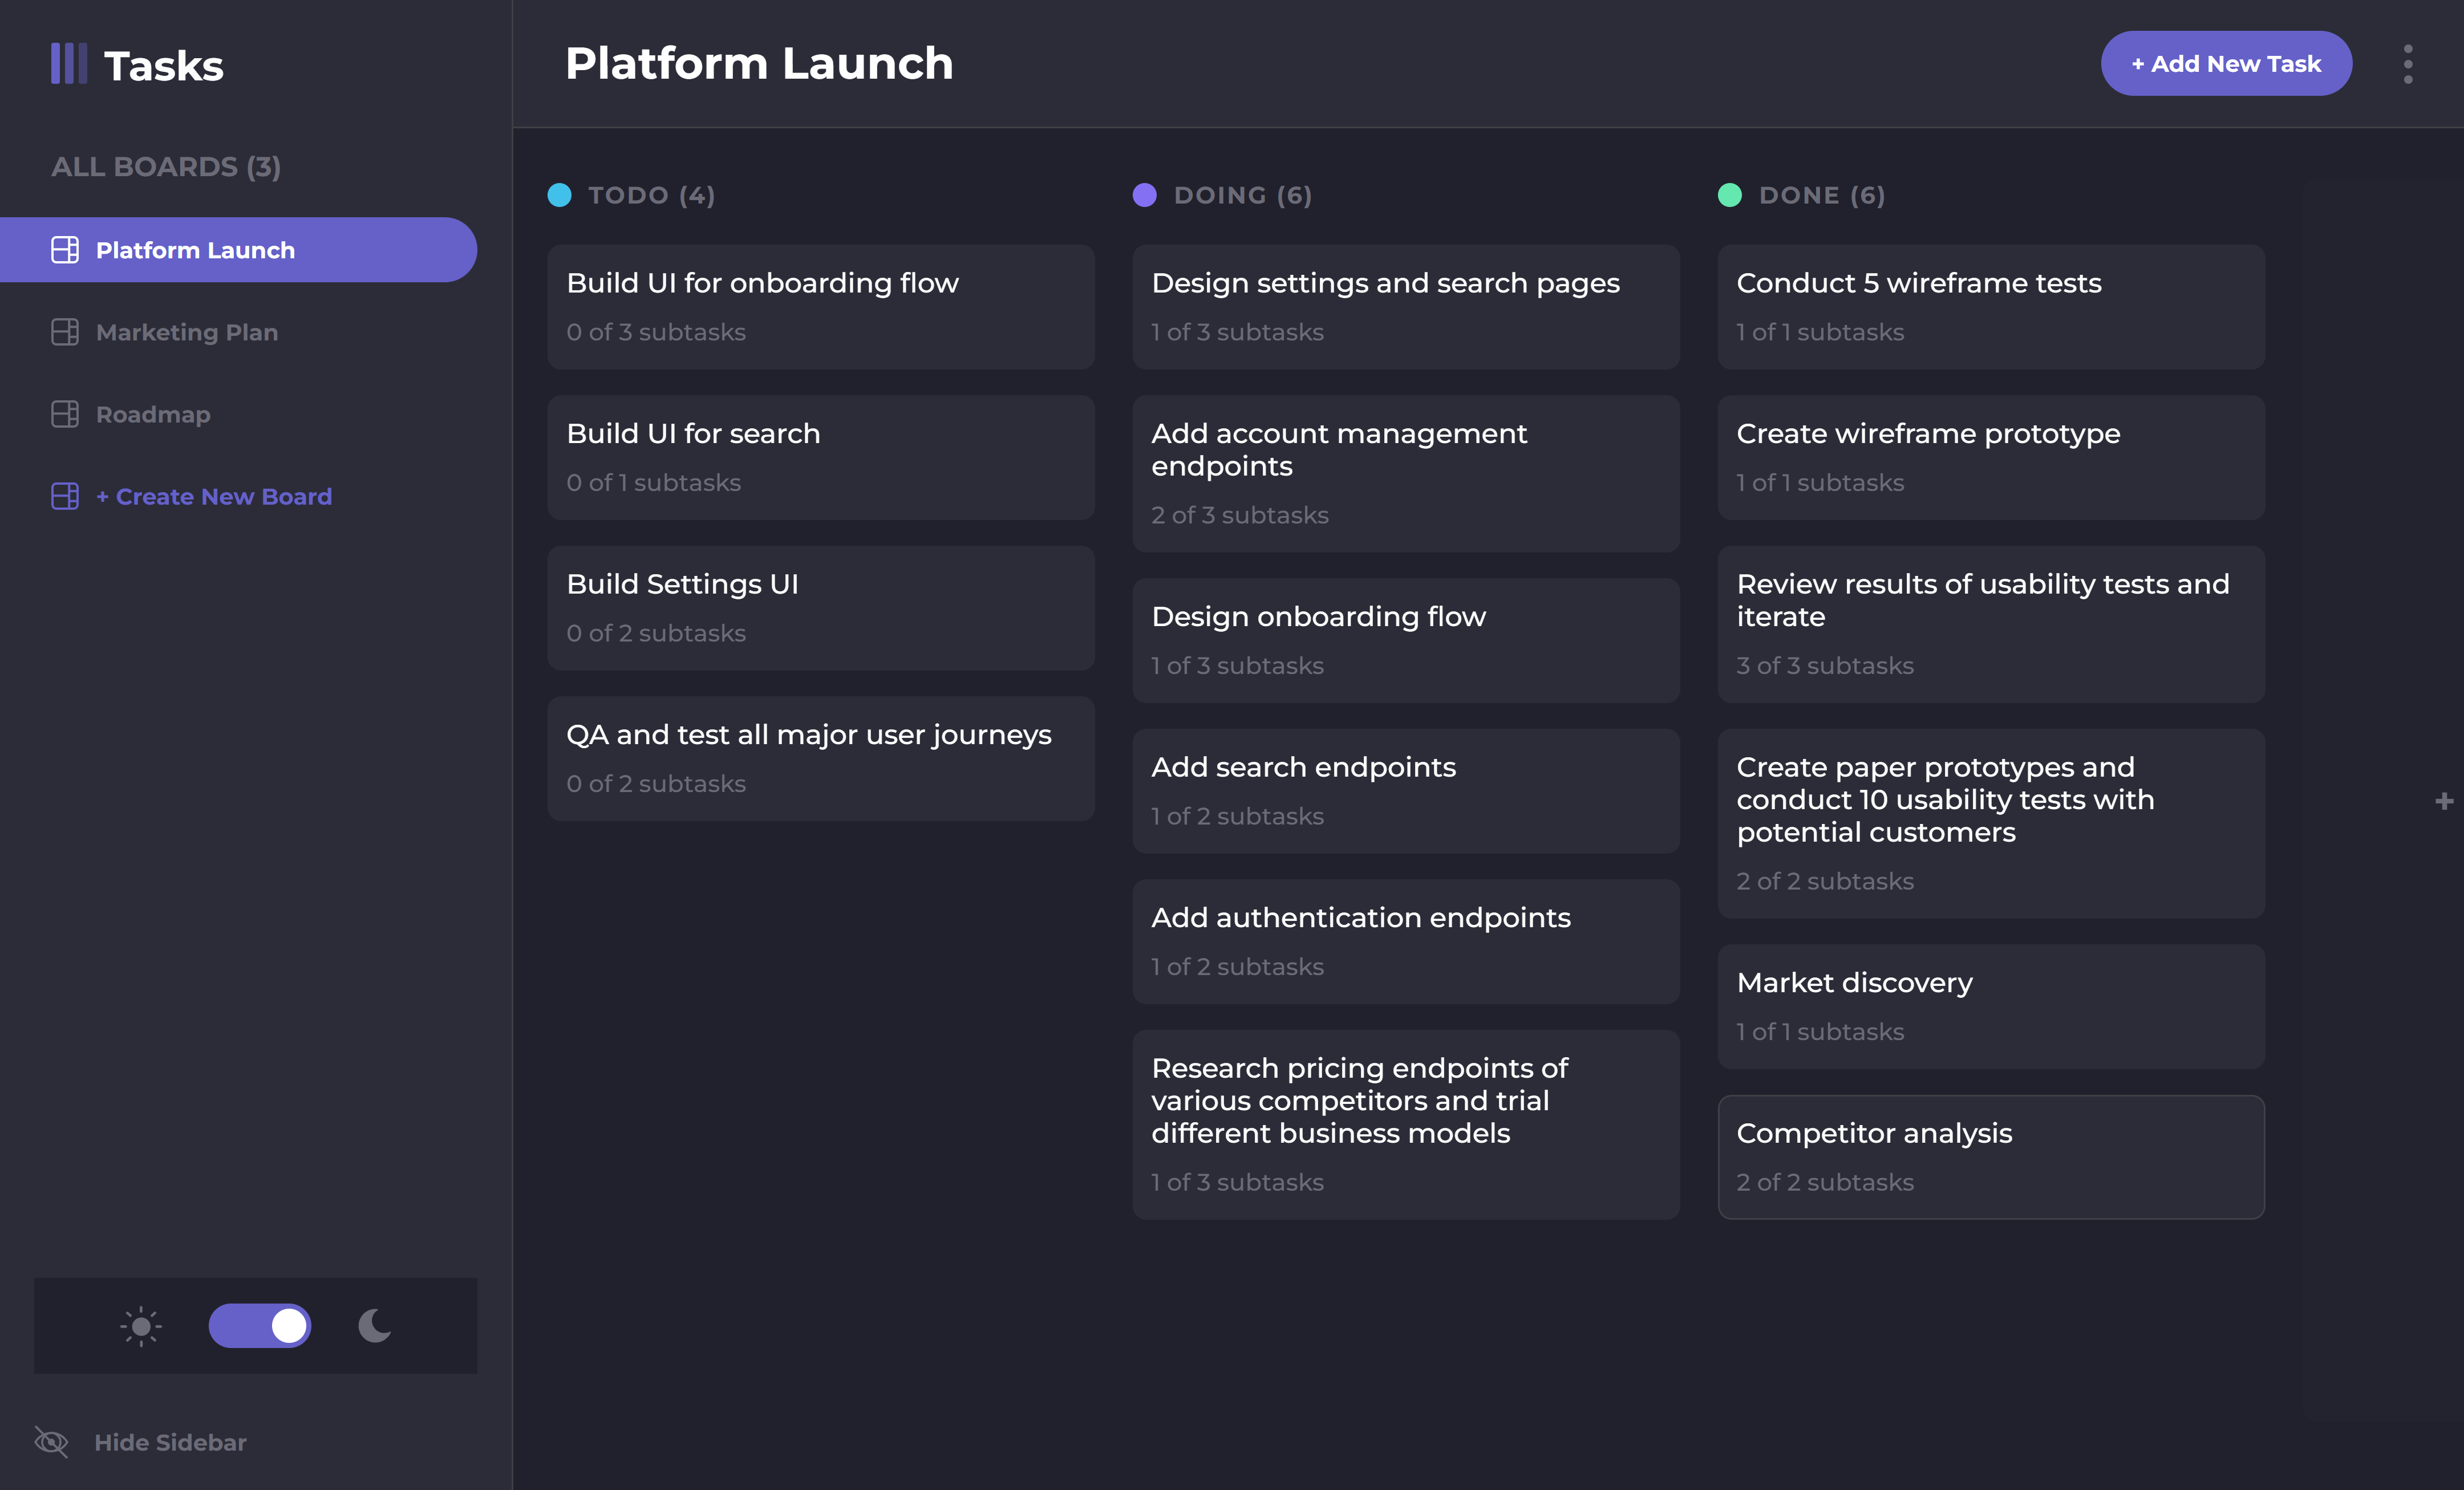 Tasks
ALL BOARDS (3)
Platform Launch
Marketing Plan
Roadmap
+ Create New Board
Hide Sidebar
Platform Launch
+ Add New Task
TODO (4)
Build UI for onboarding flow
0 of 3 subtasks
Build UI for search
0 of 1 subtasks
Build Settings UI
0 of 2 subtasks
QA and test all major user journeys
0 of 2 subtasks
DOING (6)
Design settings and search pages
1 of 3 subtasks
Add account management
endpoints
2 of 3 subtasks
Design onboarding flow
1 of 3 subtasks
Add search endpoints
1 of 2 subtasks
Add authentication endpoints
1 of 2 subtasks
Research pricing endpoints of
various competitors and trial
different business models
1 of 3 subtasks
DONE (6)
Conduct 5 wireframe tests
1 of 1 subtasks
Create wireframe prototype
1 of 1 subtasks
Review results of usability tests and
iterate
3 of 3 subtasks
Create paper prototypes and
conduct 10 usability tests with
potential customers
2 of 2 subtasks
Market discovery
1 of 1 subtasks
Competitor analysis
2 of 2 subtasks
+